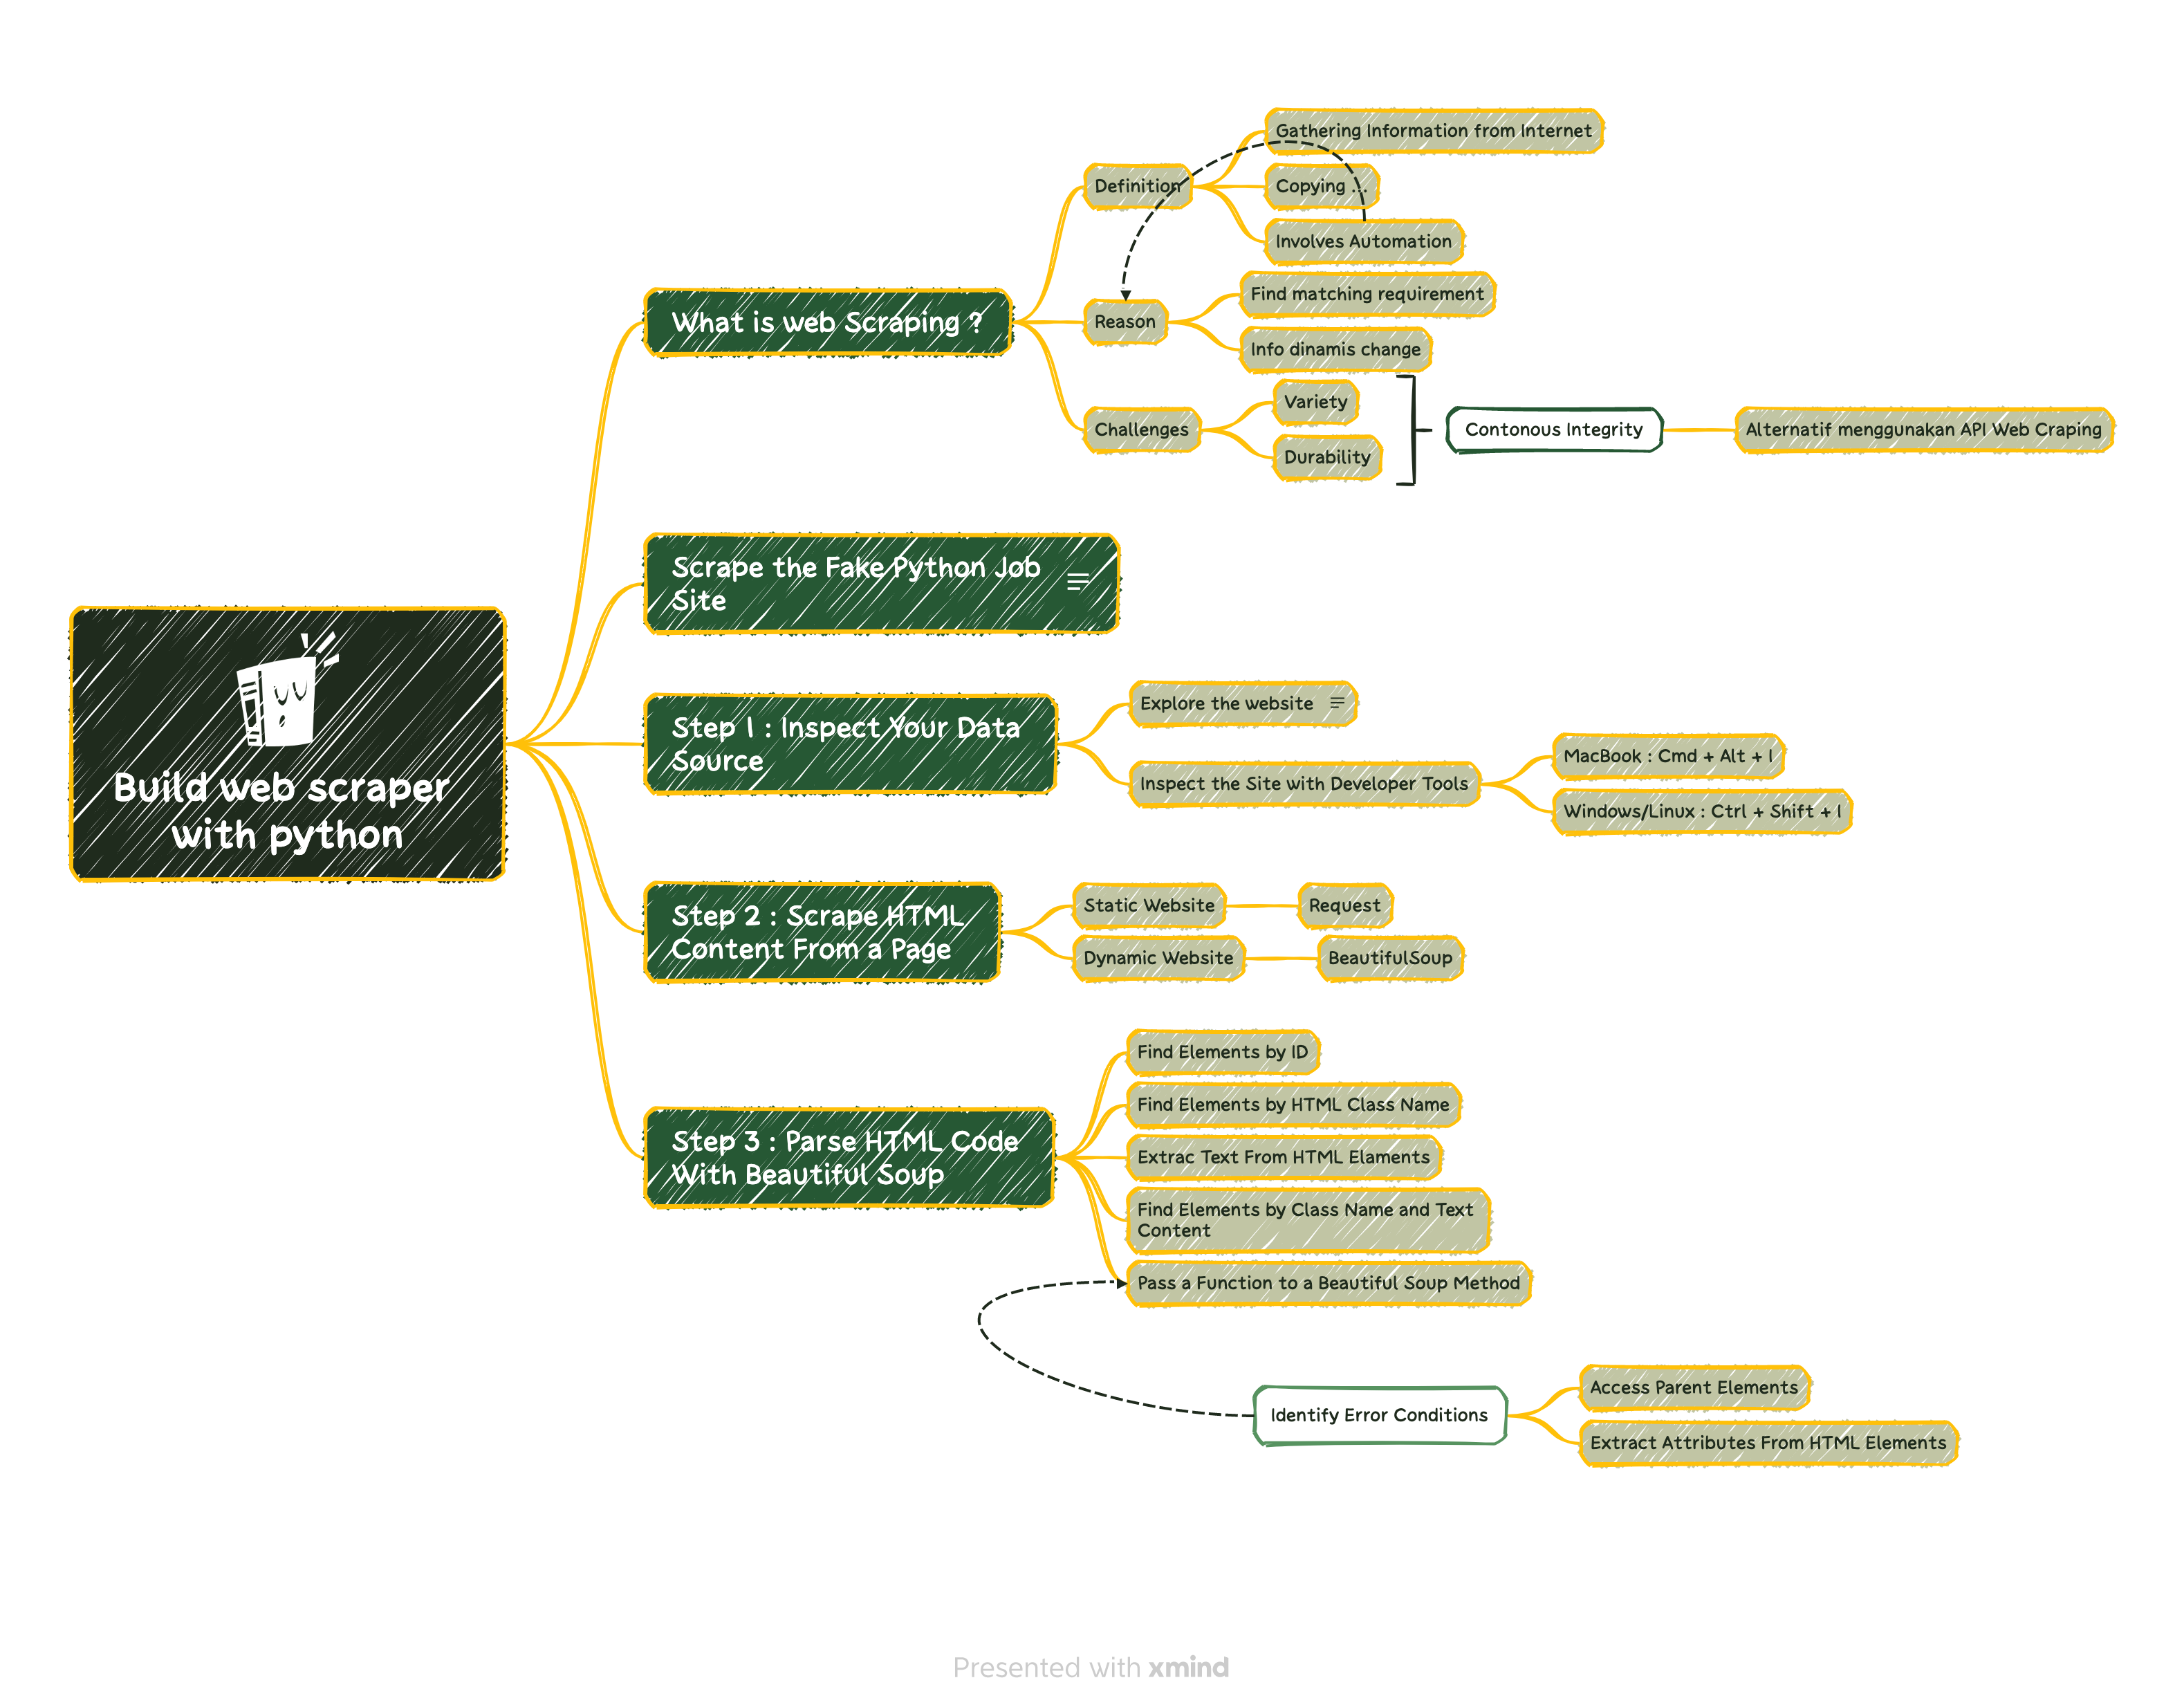 Build web scraper
with python
What is web Scraping ?
Definition
Gathering Information from Internet
Copying ...
Involves Automation
Reason
Find matching requirement
Info dinamis change
Challenges
Variety
Durability
Contonous Integrity
Alternatif menggunakan API Web Craping
Scrape the Fake Python Job
Site
Step 1 : Inspect Your Data
Source
Explore the website
Inspect the Site with Developer Tools
MacBook : Cmd + Alt + I
Windows/Linux : Ctrl + Shift + I
Step 2 : Scrape HTML
Content From a Page
Static Website
Request
Dynamic Website
BeautifulSoup
Step 3 : Parse HTML Code
With Beautiful Soup
Find Elements by ID
Find Elements by HTML Class Name
Extrac Text From HTML Elaments
Find Elements by Class Name and Text
Content
Pass a Function to a Beautiful Soup Method
Identify Error Conditions
Access Parent Elements
Extract Attributes From HTML Elements
Presented with xmind